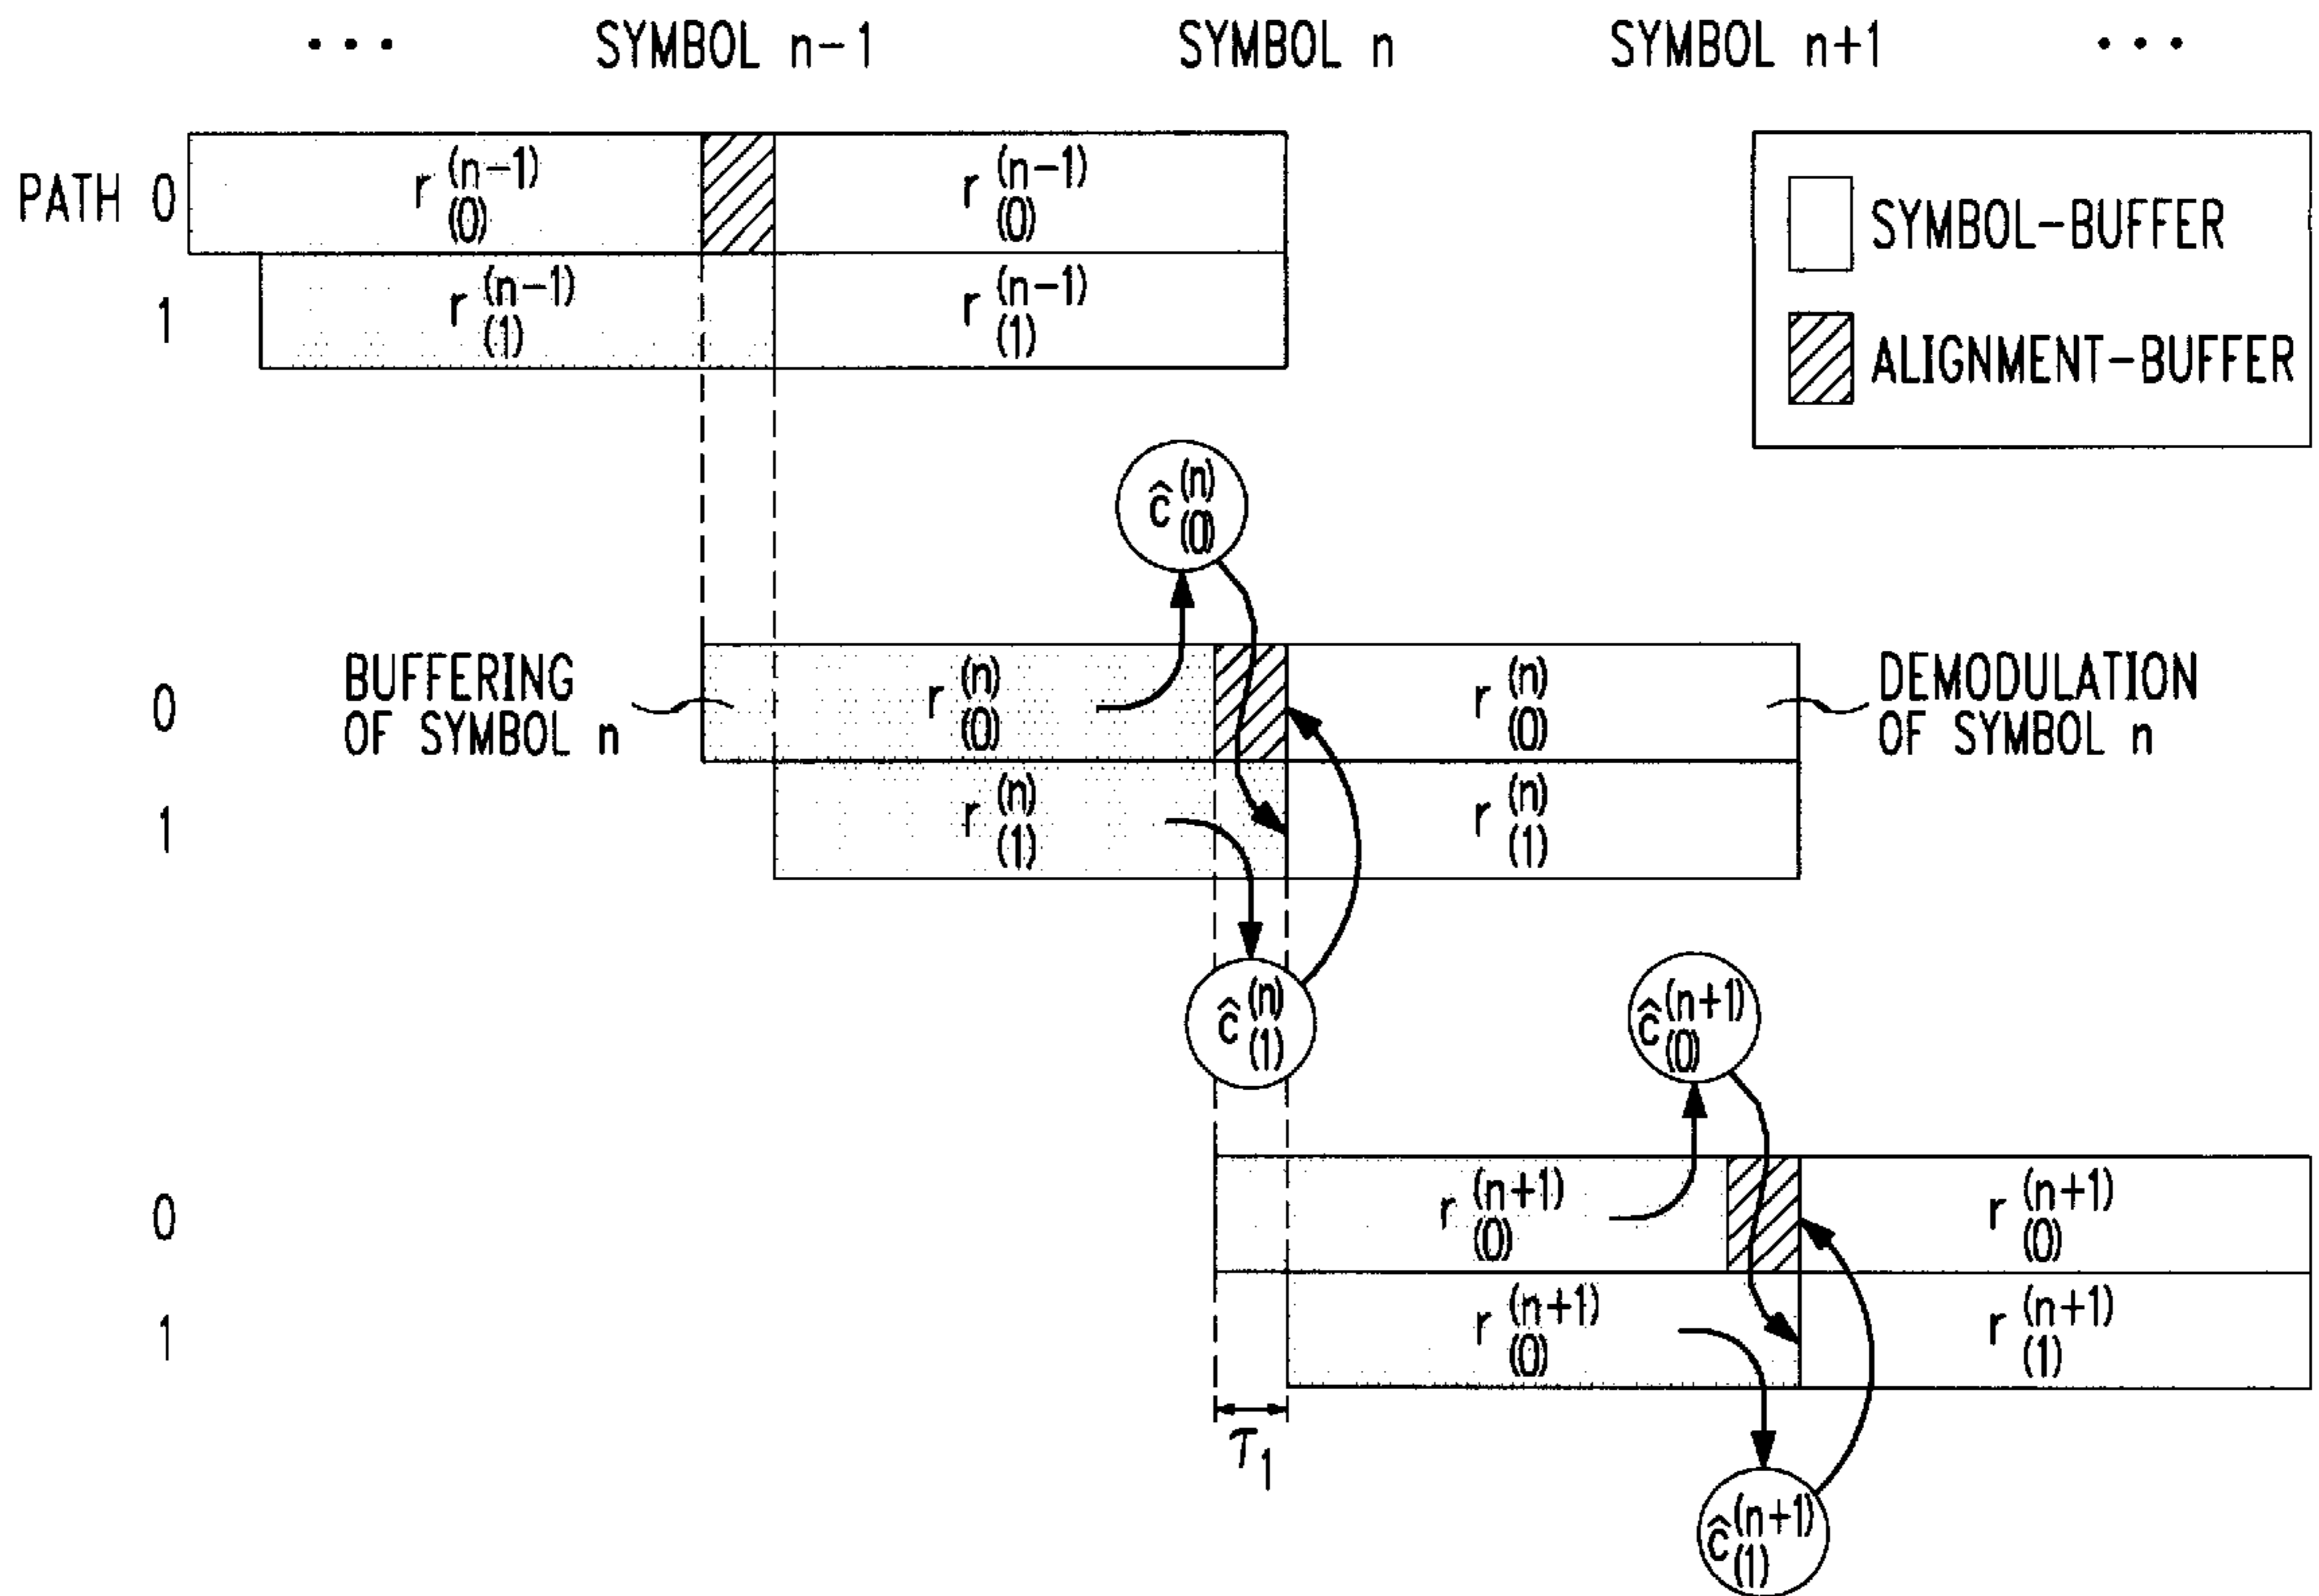 ... SYMBOL n-1 SYMBOL n SYMBOL n+1 ...
PATH 0 r (n-1) (0) r (n-1) (0)
1 r (n-1) (1) r (n-1) (1)
SYMBOL-BUFFER
ALIGNMENT-BUFFER
ĉ (n) (0)
BUFFERING
OF SYMBOL n
0 r (n) (0) r (n) (0)
DEMODULATION
OF SYMBOL n
1 r (n) (1) r (n) (1)
ĉ (n) (1)
ĉ (n+1) (0)
0 r (n+1) (0) r (n+1) (0)
1 r (n+1) (0) r (n+1) (1)
τ1
ĉ (n+1) (1)